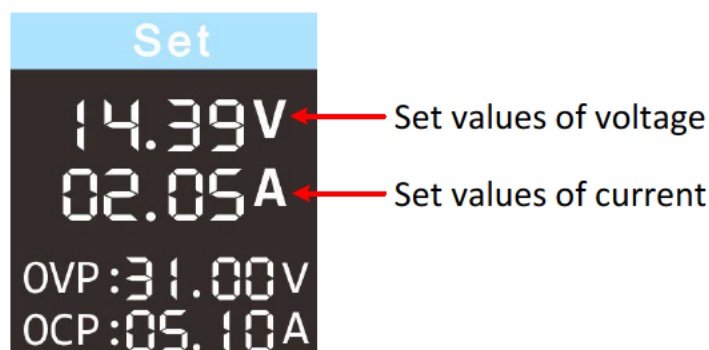 Set
14.39V Set values of voltage
02.05A Set values of current
OVP:31.00V
OCP:05.10A